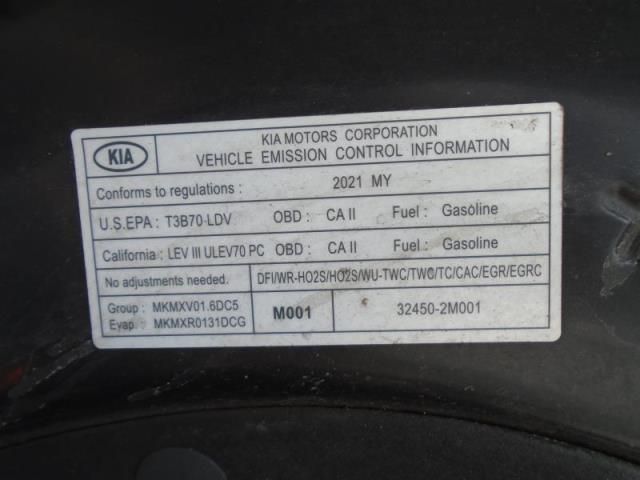 KIA
KIA MOTORS CORPORATION
VEHICLE EMISSION CONTROL INFORMATION
Conforms to regulations : 2021 MY
U.S.EPA : T3B70-LDV OBD : CA II Fuel : Gasoline
California : LEV III ULEV70 PC OBD : CA II Fuel : Gasoline
No adjustments needed. DFI/WR-HO2S/HO2S/WU-TWC/TWC/TC/CAC/EGR/EGRC
Group : MKMXV01.6DC5
Evap. : MKMXR0131DCG
M001
32450-2M001